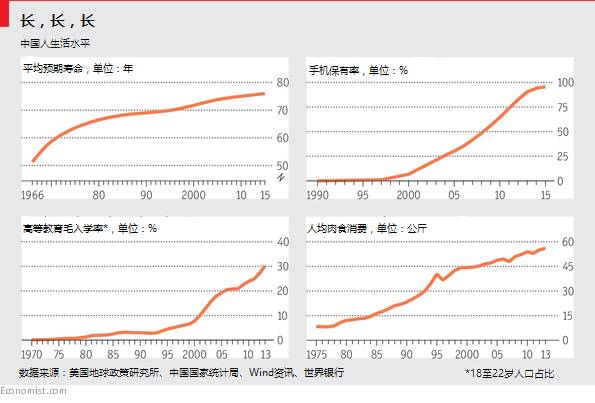 长，长，长
中国人生活水平
平均预期寿命，单位：年
80
70
60
50
1966 80 90 2000 10 15
手机保有率，单位：%
100
75
50
25
0
1990 2000 10 15
高等教育毛入学率*，单位：%
40
30
20
10
0
1970 75 80 85 90 95 2000 05 10 13
人均肉食消费，单位：公斤
60
45
30
15
0
1975 80 85 90 95 2000 05 10 13
数据来源：美国地球政策研究所、中国国家统计局、Wind资讯、世界银行
*18至22岁人口占比
Economist.com